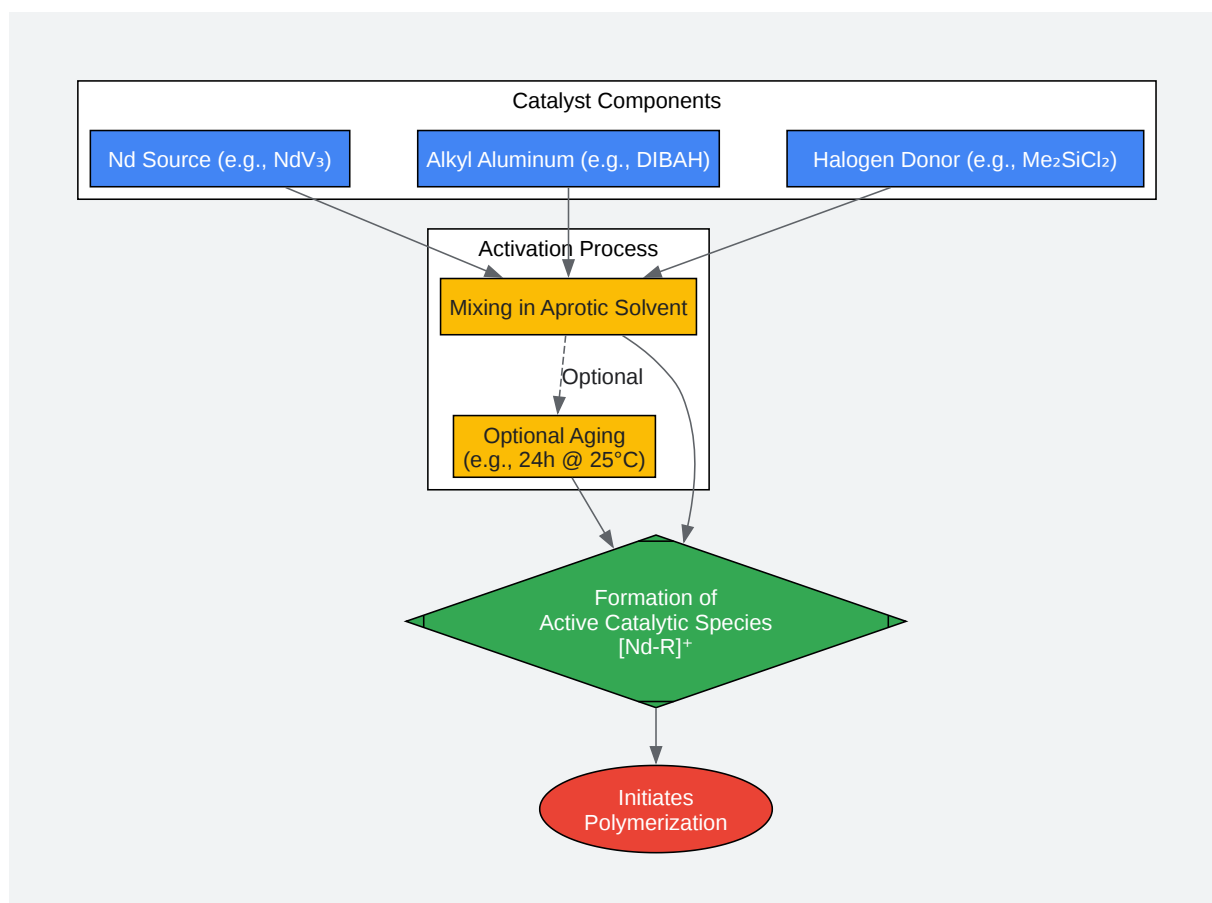 Catalyst Components
Nd Source (e.g., NdV₃)
Alkyl Aluminum (e.g., DIBAH)
Halogen Donor (e.g., Me₂SiCl₂)
Activation Process
Mixing in Aprotic Solvent
Optional
Optional Aging
(e.g., 24h @ 25°C)
Formation of
Active Catalytic Species
[Nd-R]⁺
Initiates
Polymerization